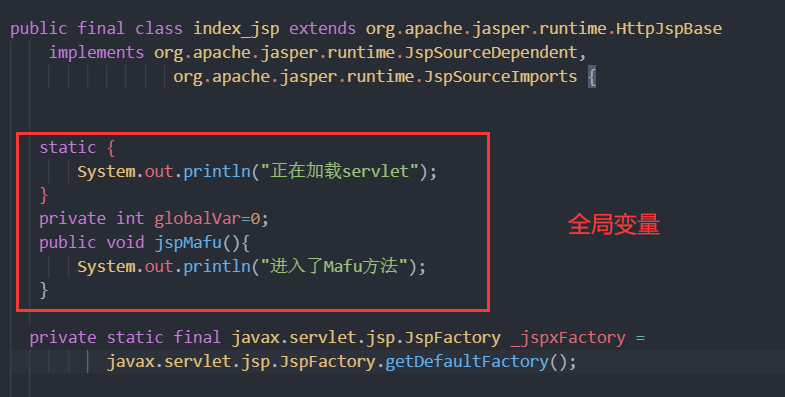 public final class index_jsp extends org.apache.jasper.runtime.HttpJspBase
implements org.apache.jasper.runtime.JspSourceDependent,
org.apache.jasper.runtime.JspSourceImports {
static {
System.out.println("正在加载servlet");
}
private int globalVar=0;
public void jspMafu(){
System.out.println("进入了Mafu方法");
}
全局变量
private static final javax.servlet.jsp.JspFactory _jspxFactory =
javax.servlet.jsp.JspFactory.getDefaultFactory();